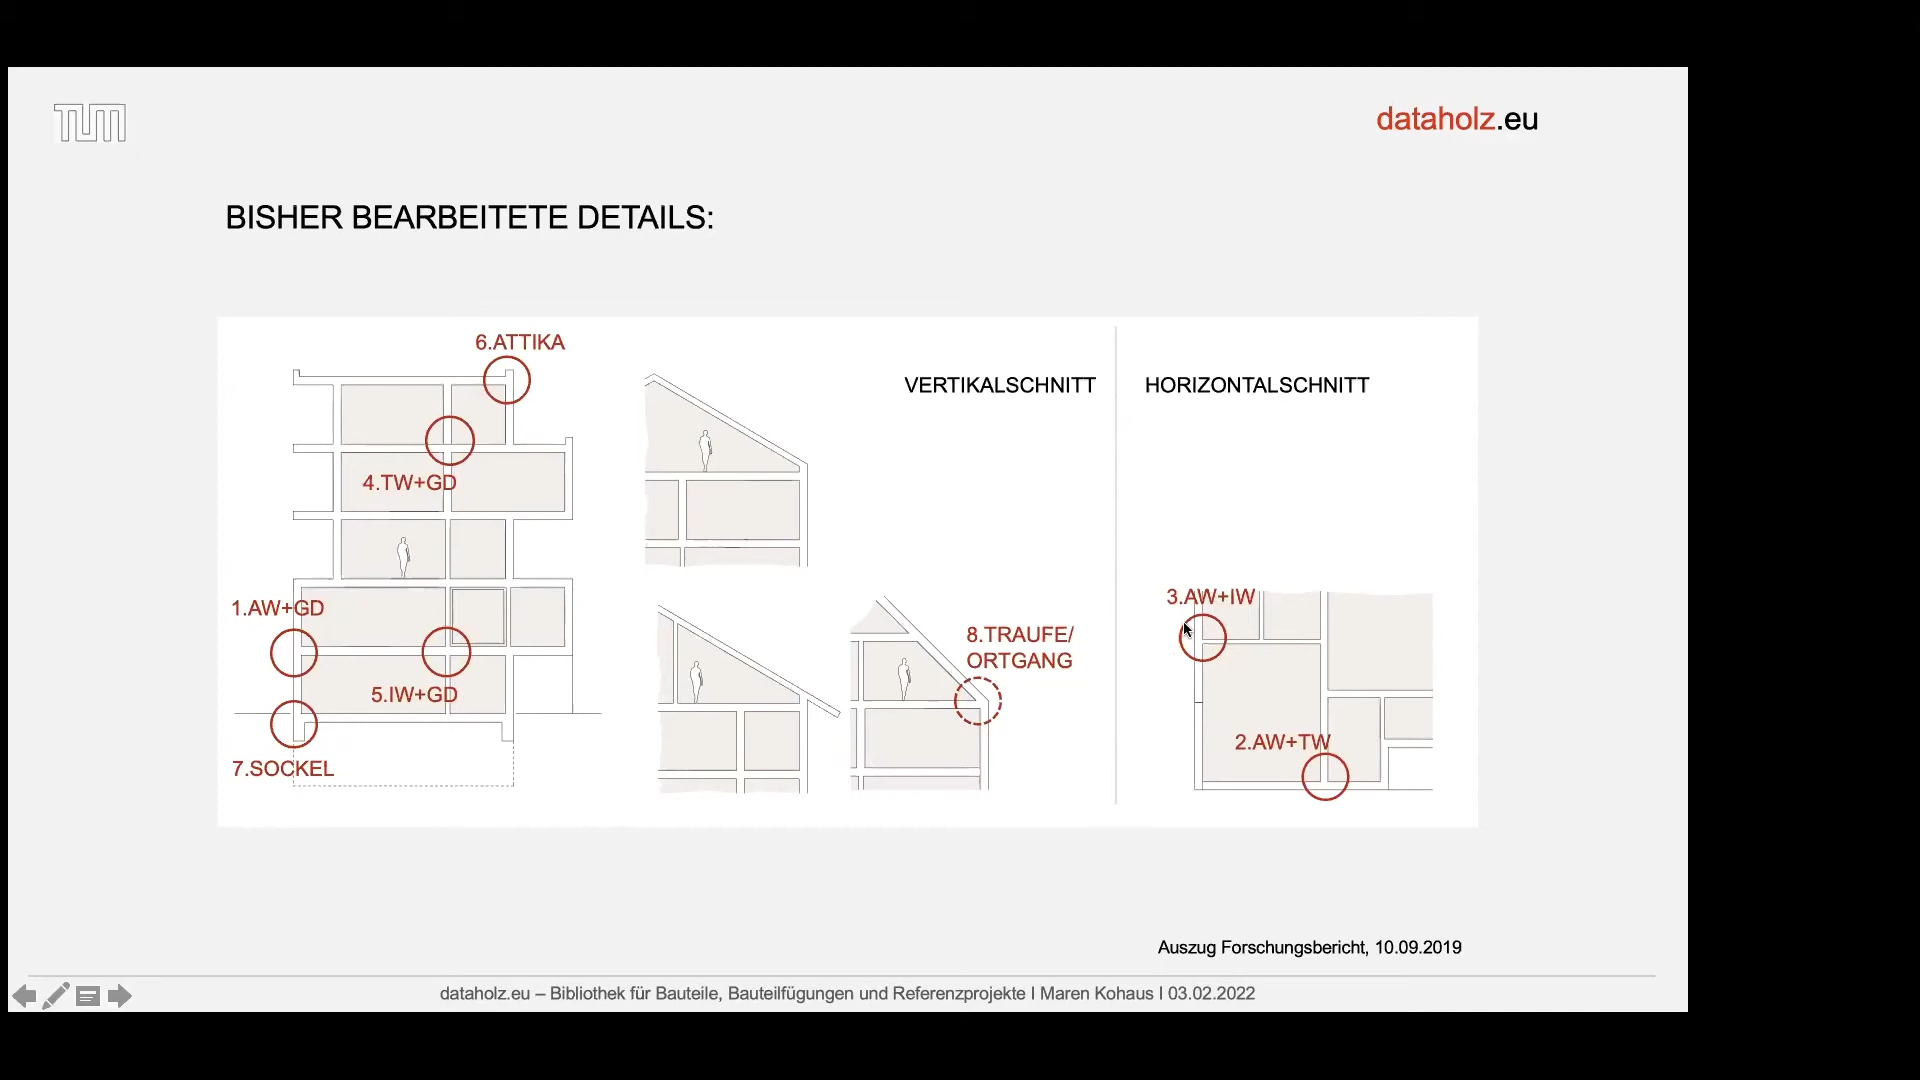 TUM
dataholz.eu
BISHER BEARBEITETE DETAILS:
6.ATTIKA
VERTIKALSCHNITT
HORIZONTALSCHNITT
4.TW+GD
1.AW+GD
3.AW+IW
8.TRAUFE/
ORTGANG
5.IW+GD
2.AW+TW
7.SOCKEL
Auszug Forschungsbericht, 10.09.2019
dataholz.eu – Bibliothek für Bauteile, Bauteilfügungen und Referenzprojekte I Maren Kohaus I 03.02.2022